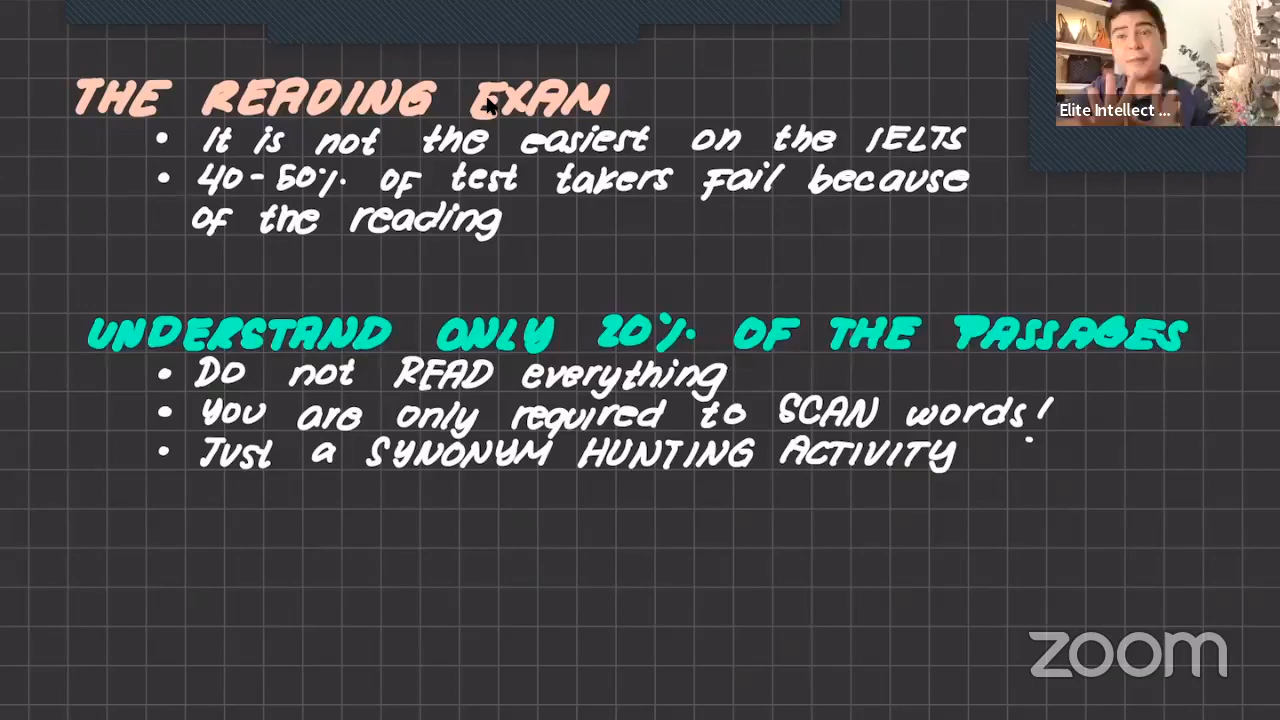 THE READING EXAM
• It is not the easiest on the IELTS
• 40-50% of test takers fail because
of the reading
UNDERSTAND ONLY 20% OF THE PASSAGES
• Do not READ everything
• You are only required to SCAN words!
• Just a SYNONYM HUNTING ACTIVITY
Elite Intellect ...
zoom